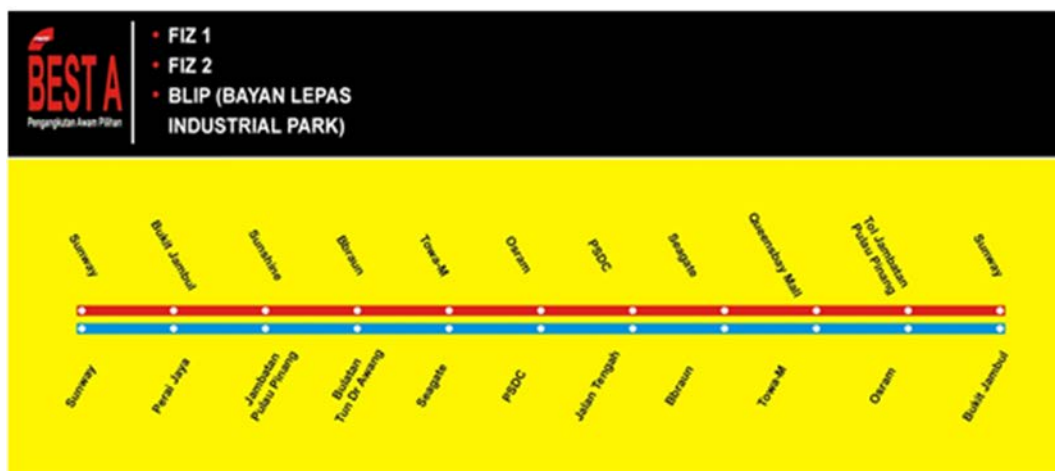 BEST A
Pengangkutan Awam Pilihan
• FIZ 1
• FIZ 2
• BLIP (BAYAN LEPAS
INDUSTRIAL PARK)
Sunway
Bukit Jambul
Sunshine
Bbraun
Towa-M
Osram
PSDC
Seagate
Queensbay Mall
Tol Jambatan
Pulau Pinang
Sunway
Sunway
Perai Jaya
Jambatan
Pulau Pinang
Bulatan
Tun Dr Awang
Seagate
PSDC
Jalan Tengah
Bbraun
Towa-M
Osram
Bukit Jambul